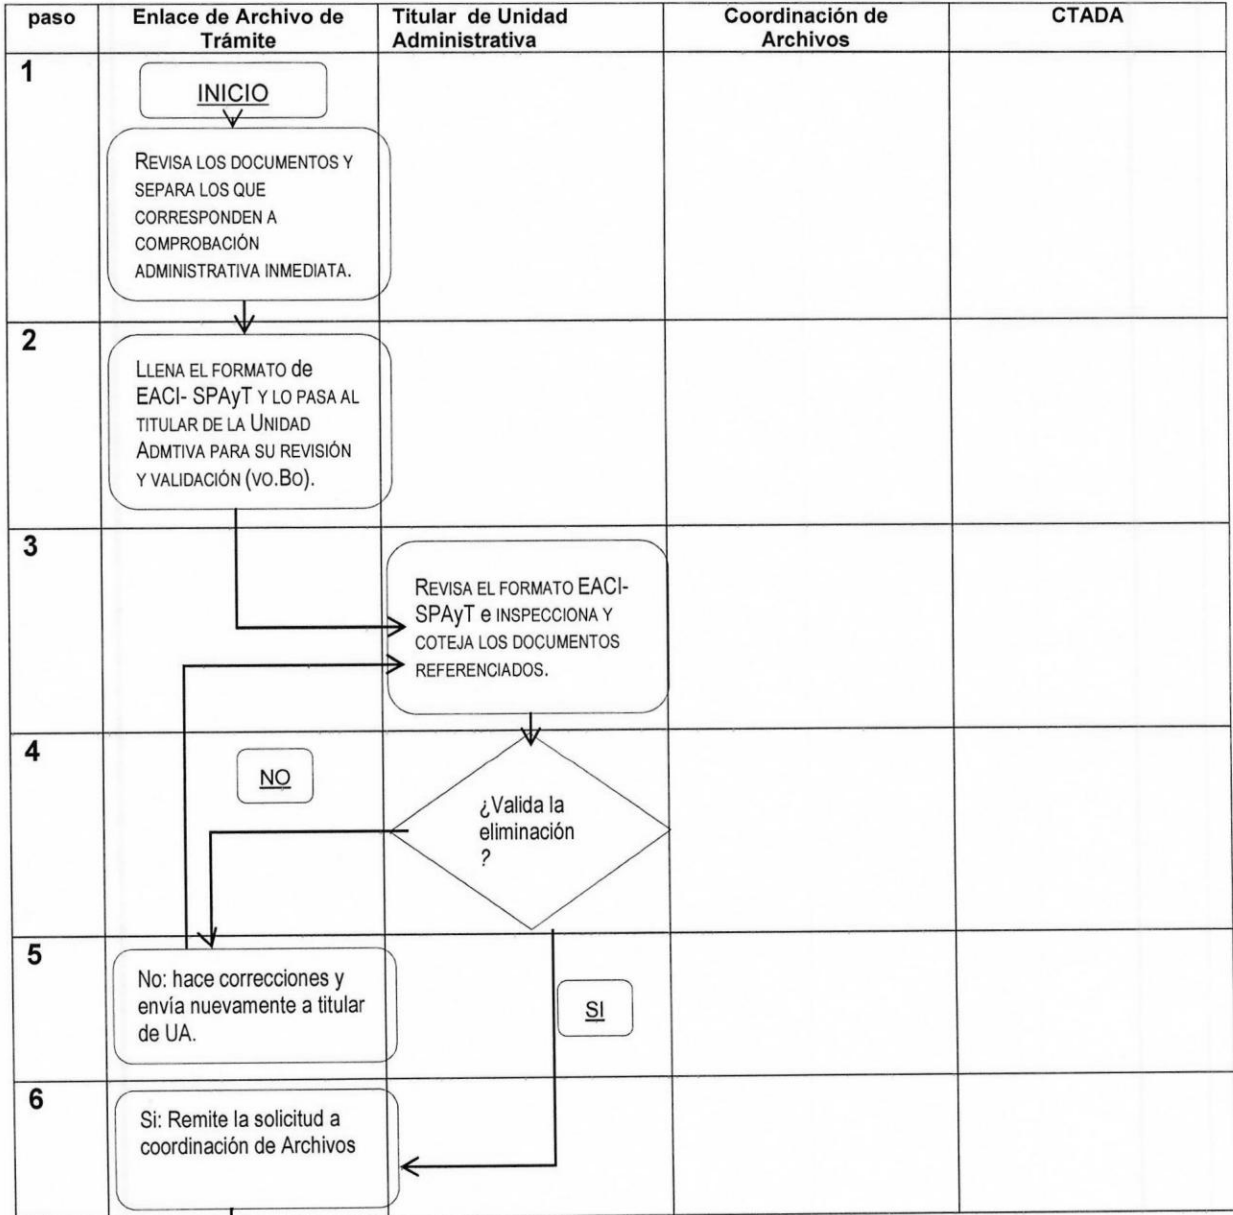 paso
Enlace de Archivo de
Trámite
Titular de Unidad
Administrativa
Coordinación de
Archivos
CTADA
1
INICIO
REVISA LOS DOCUMENTOS Y
SEPARA LOS QUE
CORRESPONDEN A
COMPROBACIÓN
ADMINISTRATIVA INMEDIATA.
2
LLENA EL FORMATO de
EACI- SPAyT Y LO PASA AL
TITULAR DE LA UNIDAD
ADMTIVA PARA SU REVISIÓN
Y VALIDACIÓN (VO.BO).
3
REVISA EL FORMATO EACI-
SPAyT e INSPECCIONA Y
COTEJA LOS DOCUMENTOS
REFERENCIADOS.
4
NO
¿Valida la
eliminación
?
5
No: hace correcciones y
envía nuevamente a titular
de UA.
SI
6
Si: Remite la solicitud a
coordinación de Archivos